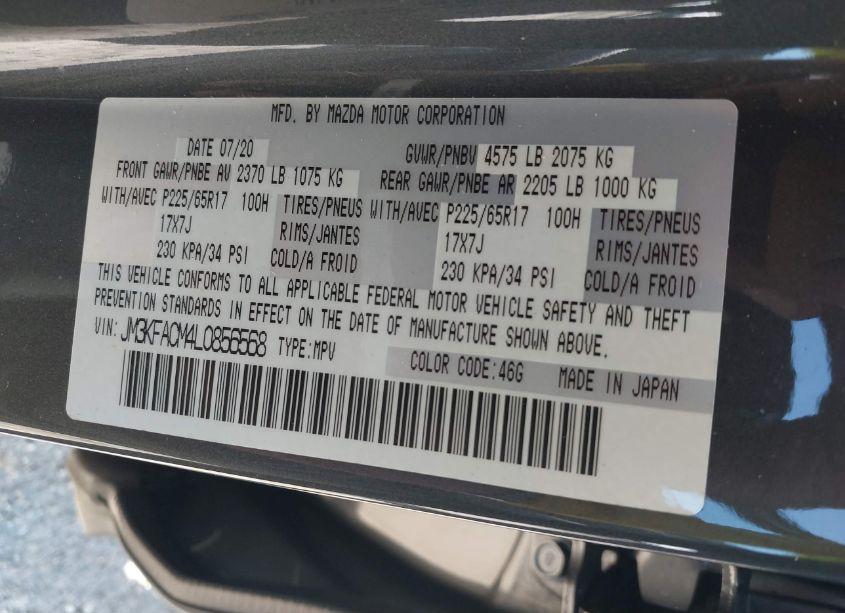 MFD. BY MAZDA MOTOR CORPORATION
DATE 07/20 GVWR/PNBV 4575 LB 2075 KG
FRONT GAWR/PNBE AV 2370 LB 1075 KG REAR GAWR/PNBE AR 2205 LB 1000 KG
WITH/AVEC P225/65R17 100H TIRES/PNEUS WITH/AVEC P225/65R17 100H TIRES/PNEUS
17X7J RIMS/JANTES 17X7J RIMS/JANTES
230 KPA/34 PSI COLD/A FROID 230 KPA/34 PSI COLD/A FROID
THIS VEHICLE CONFORMS TO ALL APPLICABLE FEDERAL MOTOR VEHICLE SAFETY AND THEFT
PREVENTION STANDARDS IN EFFECT ON THE DATE OF MANUFACTURE SHOWN ABOVE.
VIN: JM3KFACM4L0856568 TYPE:MPV
COLOR CODE:46G MADE IN JAPAN